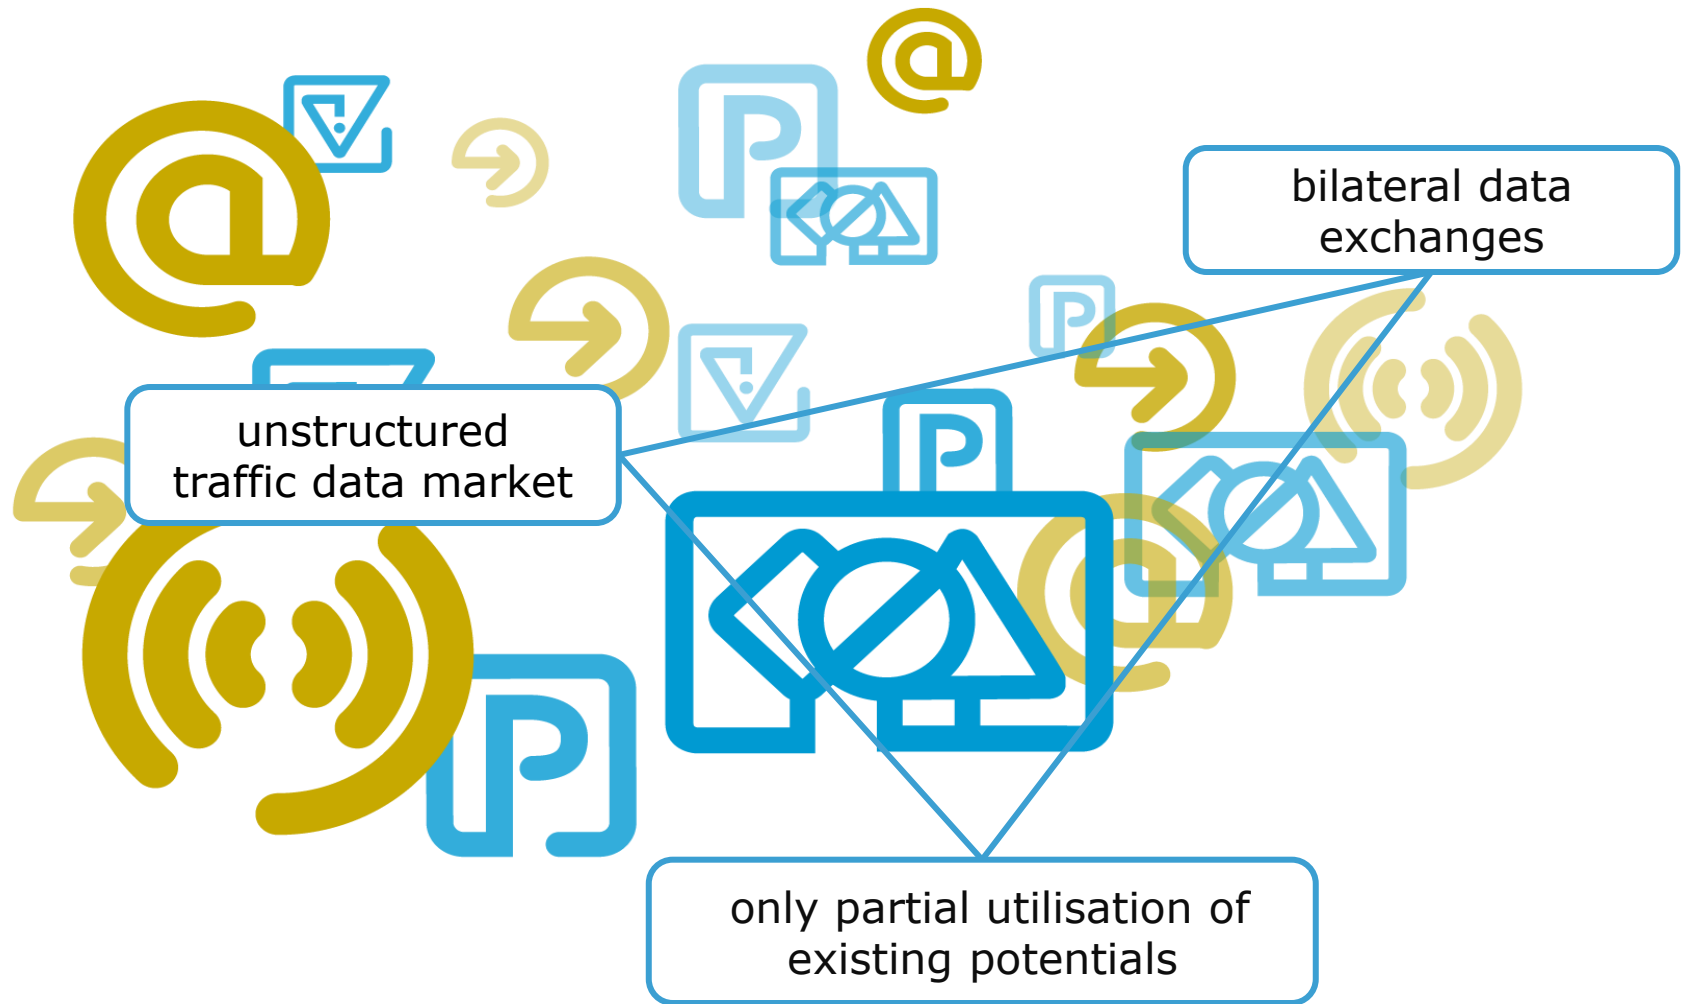 bilateral data
exchanges
unstructured
traffic data market
only partial utilisation of
existing potentials